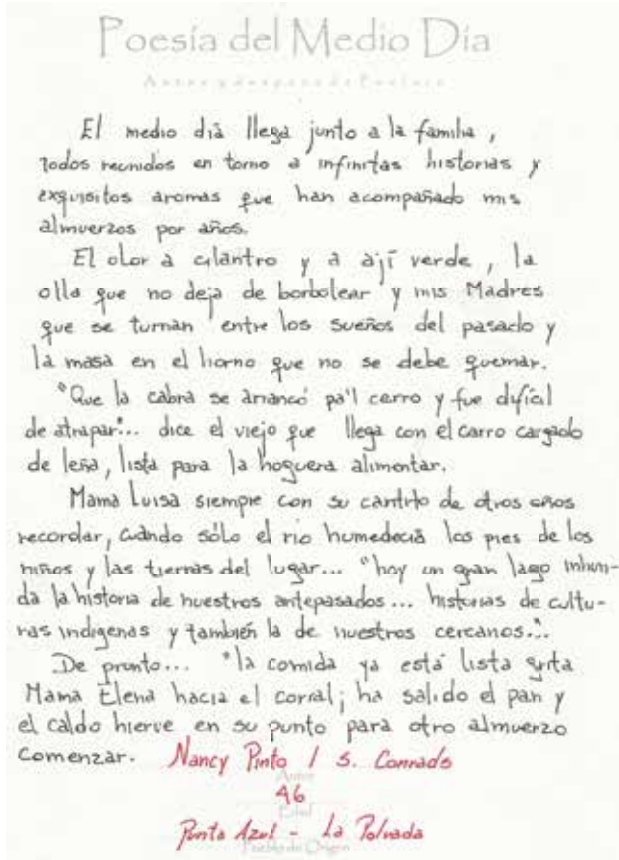 Poesía del Medio Día
El medio día llega junto a la familia,
todos reunidos en torno a infinitas historias y
exquisitos aromas que han acompañado mis
almuerzos por años.
El olor a cilantro y a ají verde, la
olla que no deja de borbolear y mis Madres
que se turnan entre los sueños del pasado y
la masa en el horno que no se debe quemar.
"Que la cabra se arrancó pa'l cerro y fue difícil
de atrapar"... dice el viejo que llega con el carro cargado
de leña, lista para la hoguera alimentar.
Mamá Luisa siempre con su cantito de otros años
recordar, cuándo sólo el río humedecía los pies de los
niños y las tierras del lugar... "hoy un gran lago inhun-
da la historia de nuestros antepasados... historias de cultu-
ras indígenas y también la de nuestros cercanos"...
De pronto... "la comida ya está lista grita
Mama Elena hacia el corral; ha salido el pan y
el caldo hierve en su punto para otro almuerzo
comenzar. Nancy Pinto / S. Conrads
Autor
46
Edad
Punta Azul - La Polvada
Pueblo de Origen